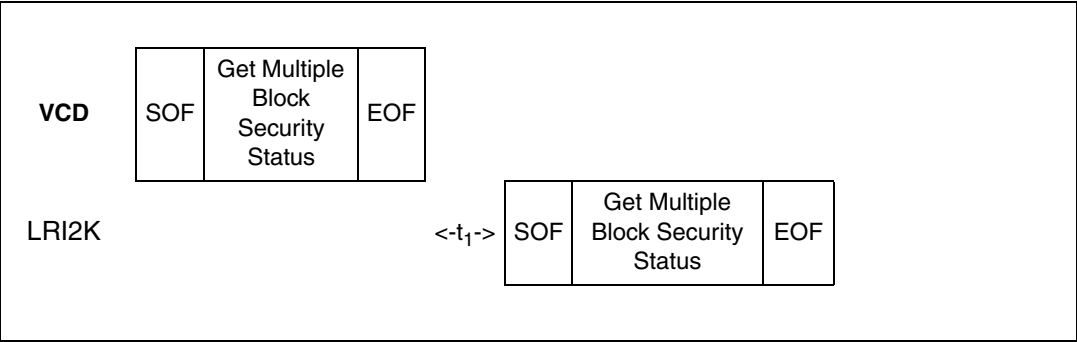 VCD
SOF
Get Multiple
Block
Security
Status
EOF
LRI2K
<-t1->
SOF
Get Multiple
Block Security
Status
EOF